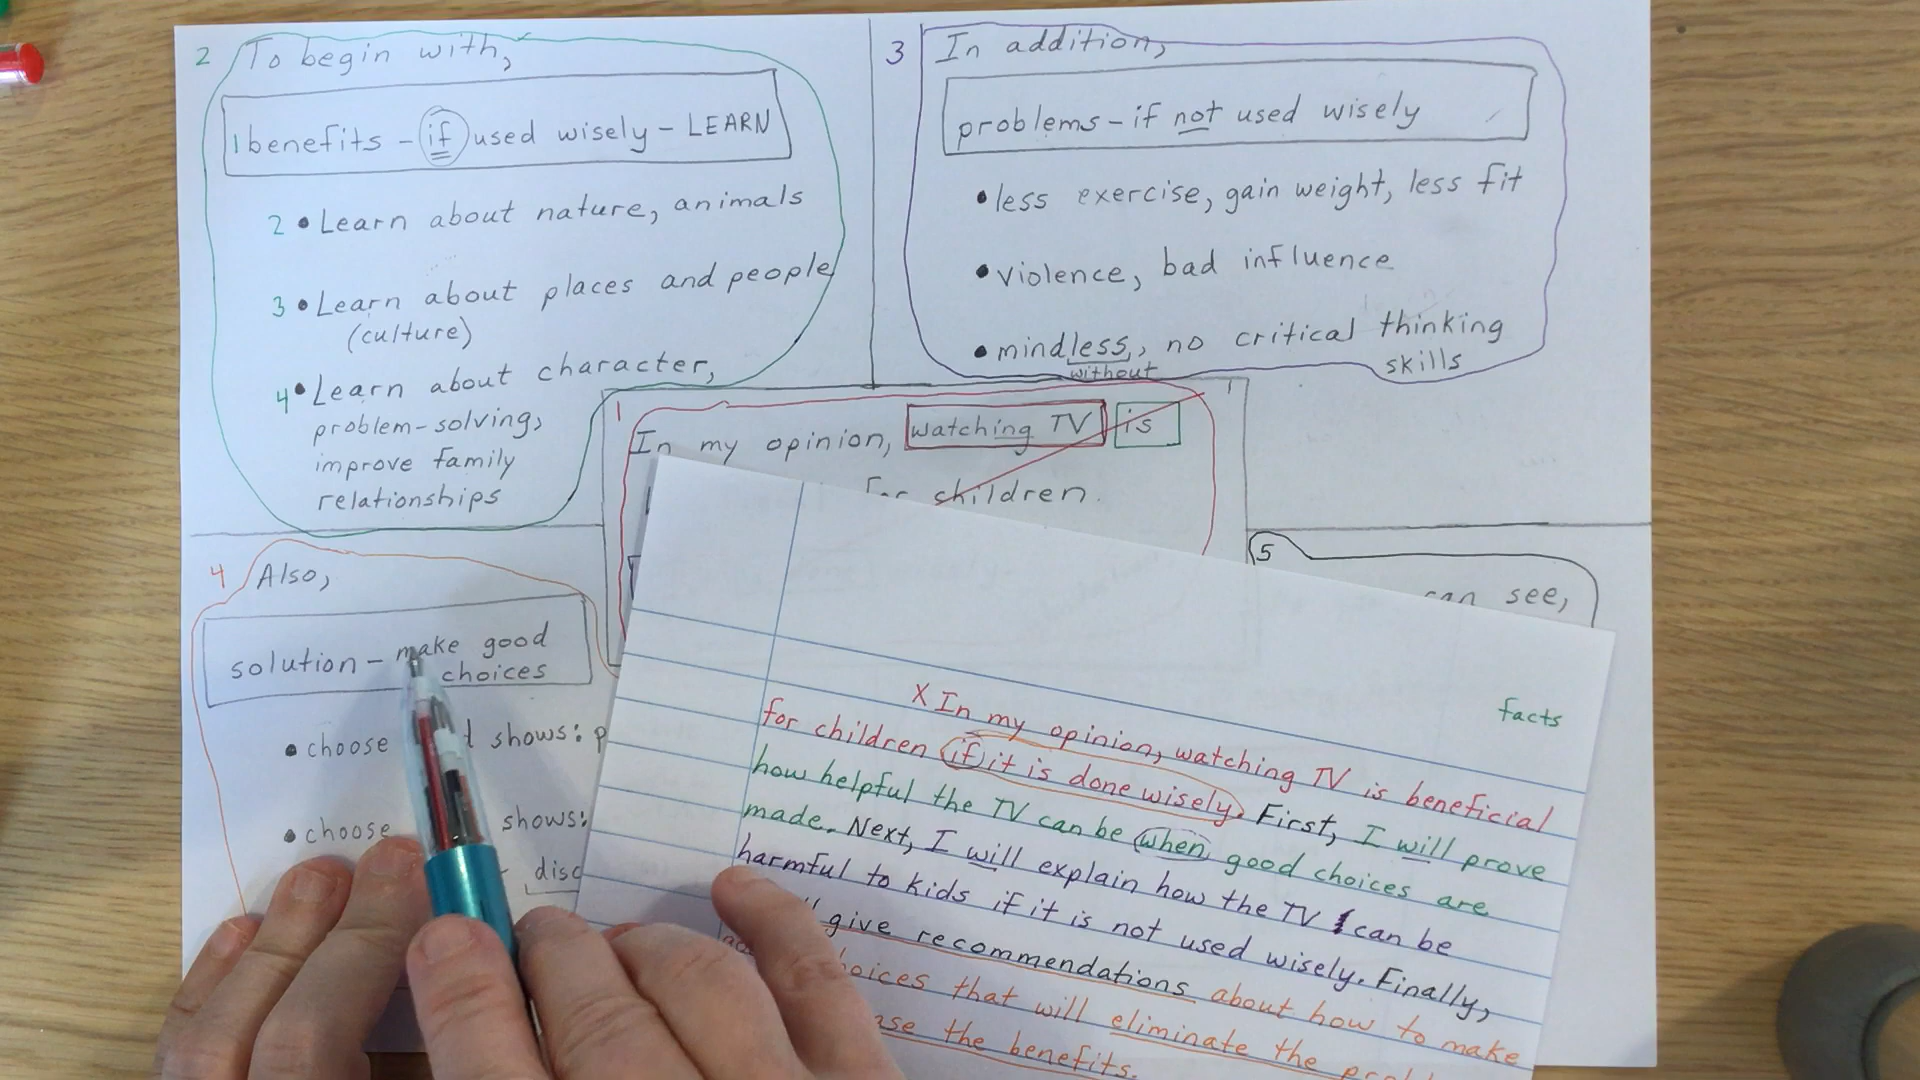 2 To begin with,
1 benefits - if used wisely - LEARN
2 • Learn about nature, animals
3 • Learn about places and people
(culture)
4 • Learn about character,
problem-solving,
improve family
relationships
3 In addition,
problems - if not used wisely
• less exercise, gain weight, less fit
• violence, bad influence
• mindless, no critical thinking
without skills
1
In my opinion, watching TV is
for children.
4 Also,
solution - make good
choices
• choose shows:
• choose shows:
5
can see,
facts
X In my opinion, watching TV is beneficial
for children if it is done wisely. First, I will prove
how helpful the TV can be when good choices are
made. Next, I will explain how the TV can be
harmful to kids if it is not used wisely. Finally,
give recommendations about how to make
choices that will eliminate the
the benefits.